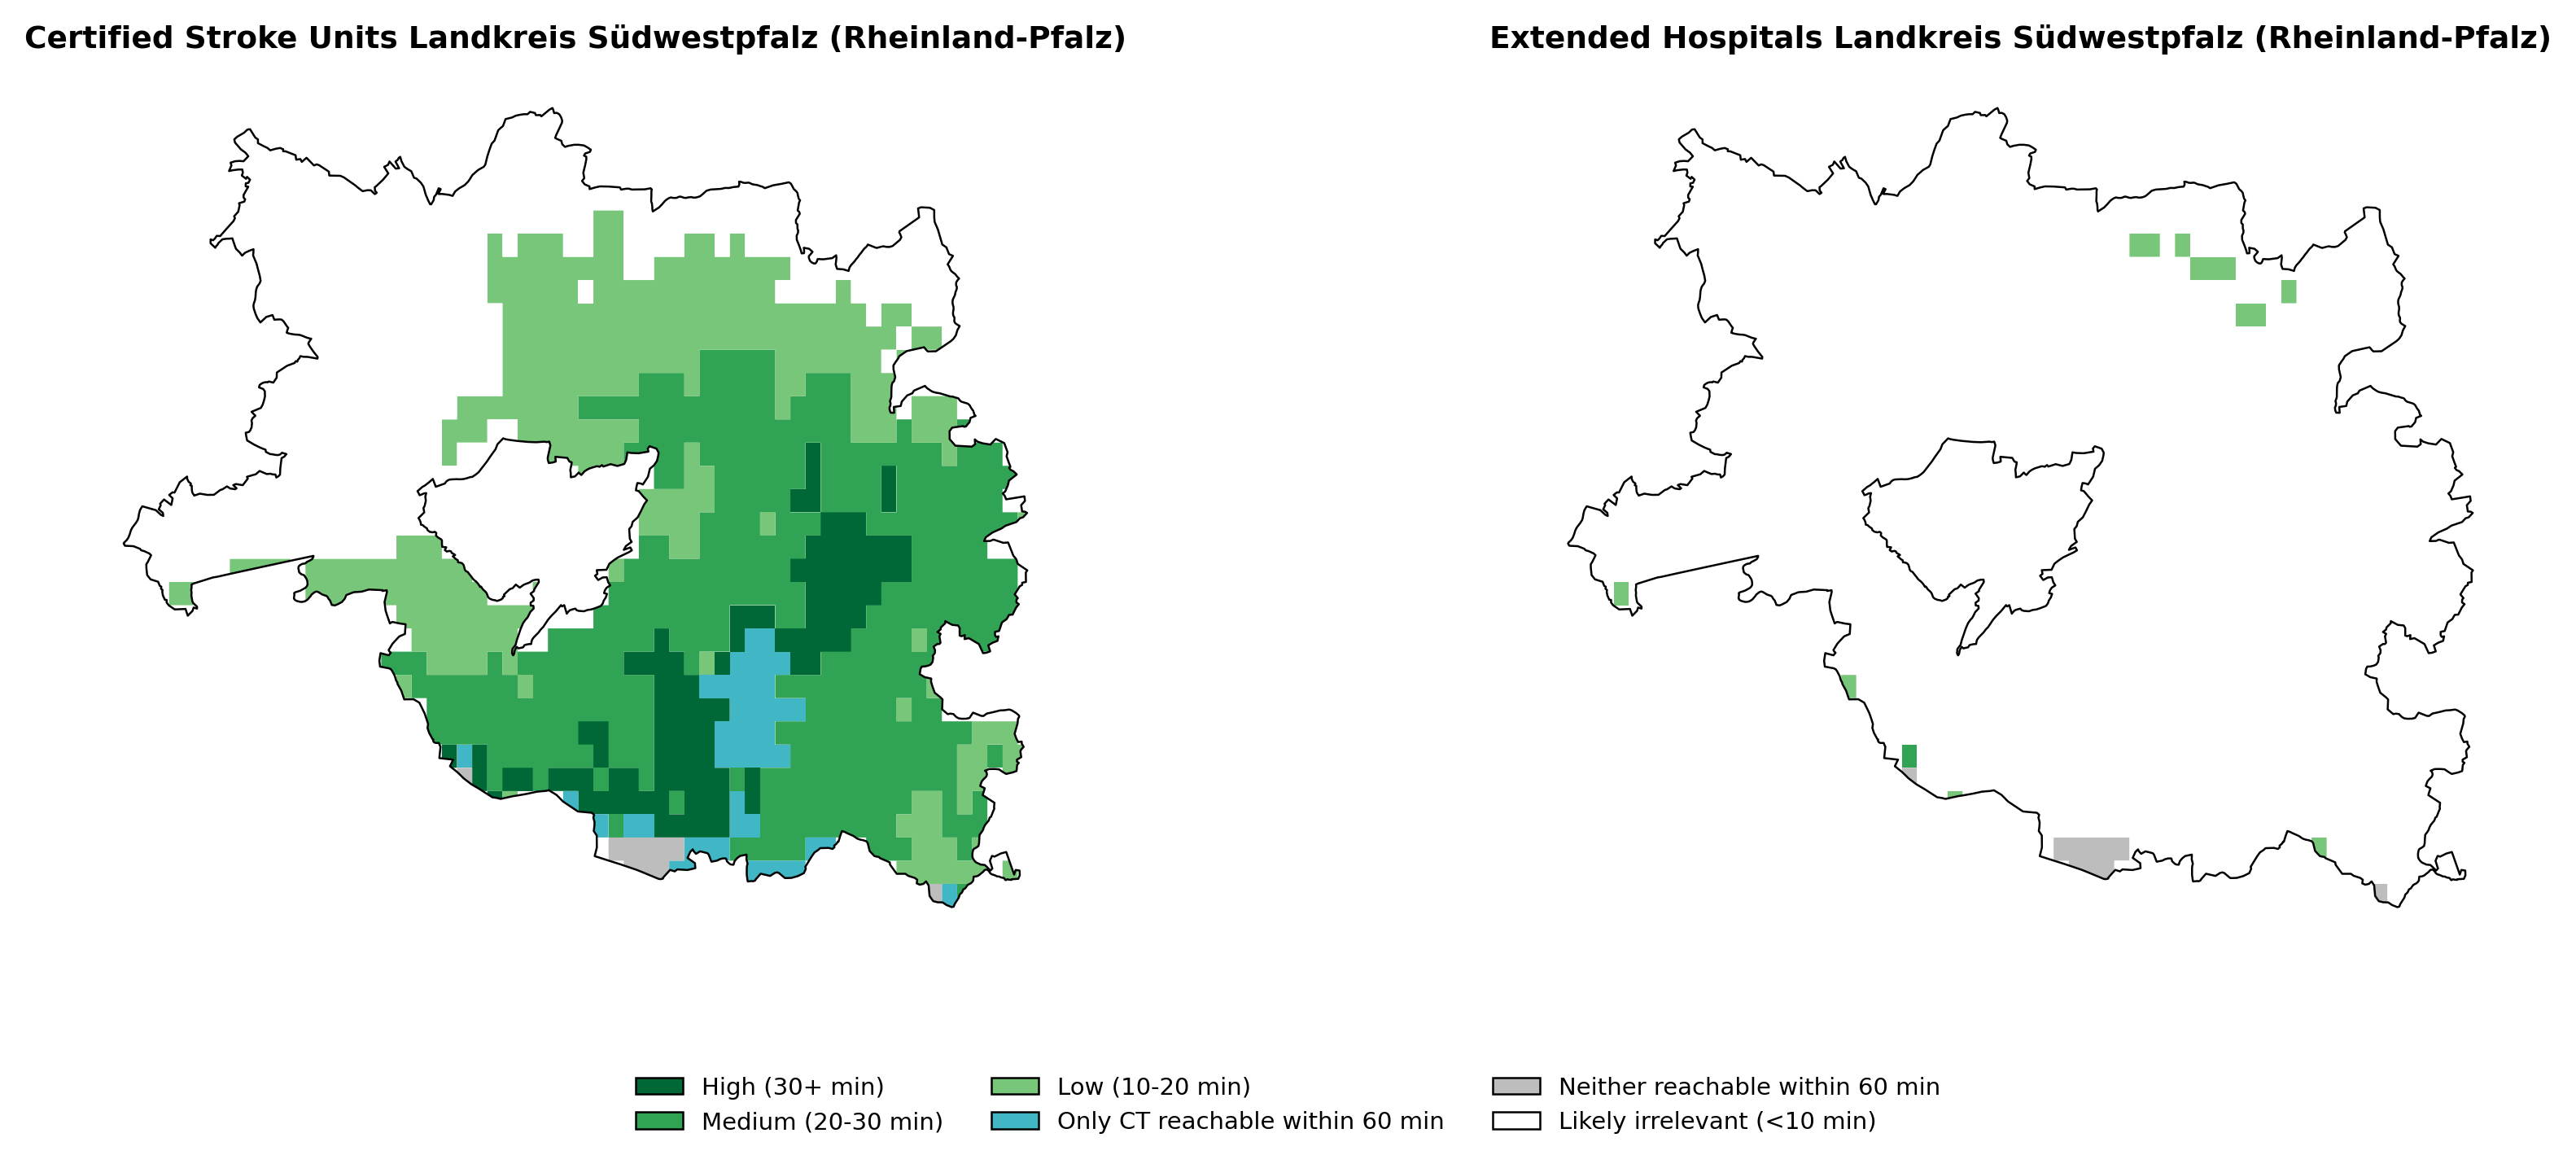 Certified Stroke Units Landkreis Südwestpfalz (Rheinland-Pfalz)
Extended Hospitals Landkreis Südwestpfalz (Rheinland-Pfalz)
High (30+ min)
Medium (20-30 min)
Low (10-20 min)
Only CT reachable within 60 min
Neither reachable within 60 min
Likely irrelevant (<10 min)